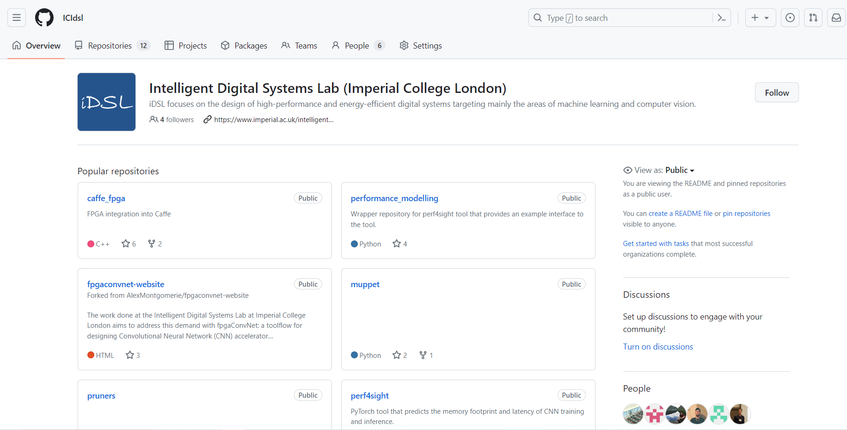 ICIdsl
Type / to search
Overview
Repositories 12
Projects
Packages
Teams
People 6
Settings
iDSL
Intelligent Digital Systems Lab (Imperial College London)
iDSL focuses on the design of high-performance and energy-efficient digital systems targeting mainly the areas of machine learning and computer vision.
4 followers
https://www.imperial.ac.uk/intelligent...
Follow
Popular repositories
caffe_fpga
Public
FPGA integration into Caffe
C++ 6 2
performance_modelling
Public
Wrapper repository for perf4sight tool that provides an example interface to
the tool.
Python 4
fpgaconvnet-website
Public
Forked from AlexMontgomerie/fpgaconvnet-website
The work done at the Intelligent Digital Systems Lab at Imperial College
London aims to address this demand with fpgaConvNet: a toolflow for
designing Convolutional Neural Network (CNN) accelerator...
HTML 3
muppet
Public
Python 2 1
pruners
Public
perf4sight
Public
PyTorch tool that predicts the memory footprint and latency of CNN training
and inference.
View as: Public
You are viewing the README and pinned repositories
as a public user.
You can create a README file or pin repositories
visible to anyone.
Get started with tasks that most successful
organizations complete.
Discussions
Set up discussions to engage with your
community!
Turn on discussions
People